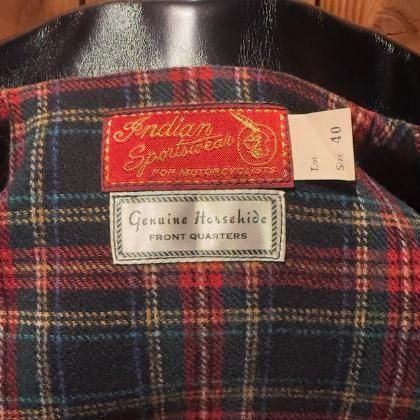 Indian
Sportswear
FOR MOTORCYCLISTS
Lot
Size 40
Genuine Horsehide
FRONT QUARTERS